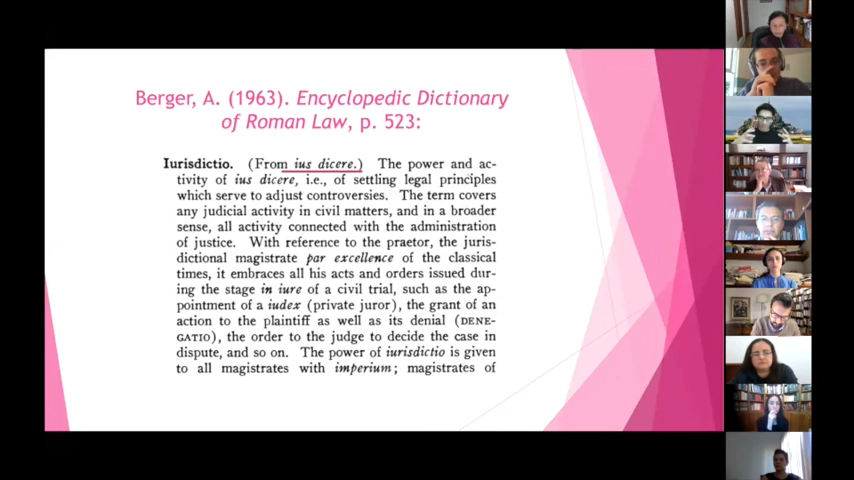 Berger, A. (1963). Encyclopedic Dictionary
of Roman Law, p. 523:
Iurisdictio. (From ius dicere.) The power and ac-
tivity of ius dicere, i.e., of settling legal principles
which serve to adjust controversies. The term covers
any judicial activity in civil matters, and in a broader
sense, all activity connected with the administration
of justice. With reference to the praetor, the juris-
dictional magistrate par excellence of the classical
times, it embraces all his acts and orders issued dur-
ing the stage in iure of a civil trial, such as the ap-
pointment of a iudex (private juror), the grant of an
action to the plaintiff as well as its denial (DENE-
GATIO), the order to the judge to decide the case in
dispute, and so on. The power of iurisdictio is given
to all magistrates with imperium; magistrates of